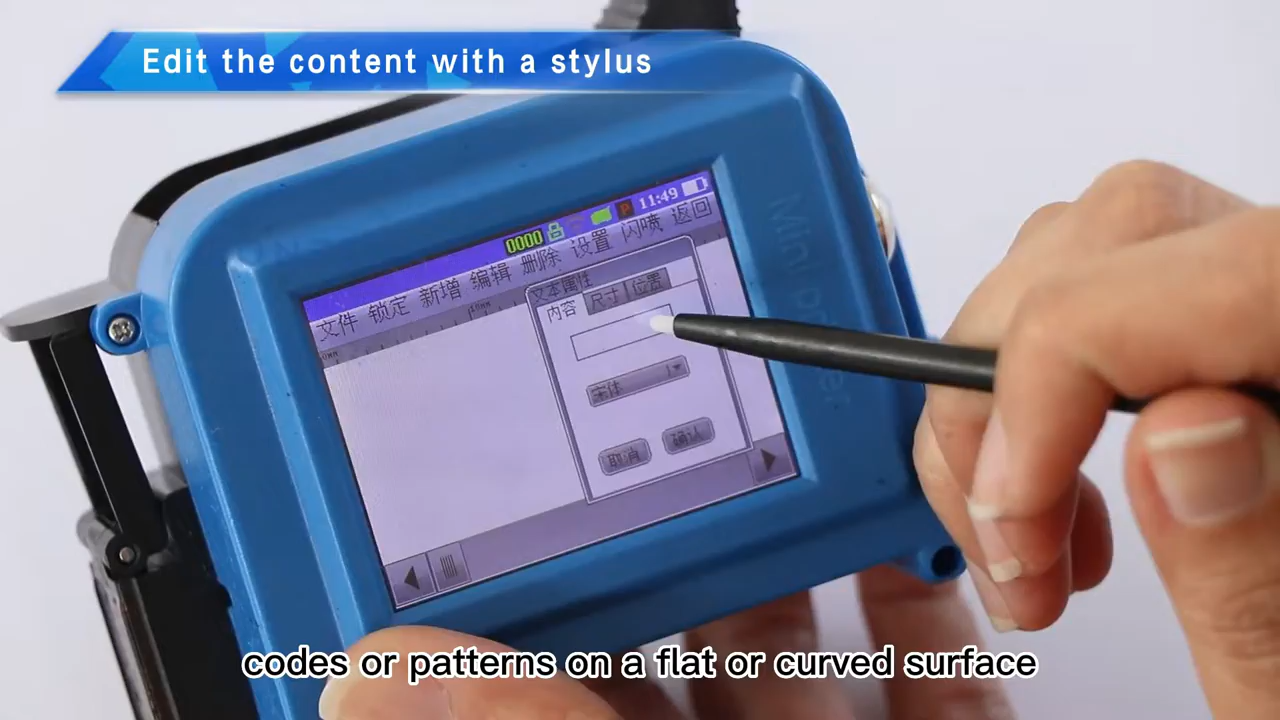 Edit the content with a stylus
0000 P 11:49
文件 锁定 新增 编辑 删除 设置 闪喷 返回
0MM 10MM
文本属性
内容 尺寸 位置
宋体
取消 确认
Mini Printer
codes or patterns on a flat or curved surface